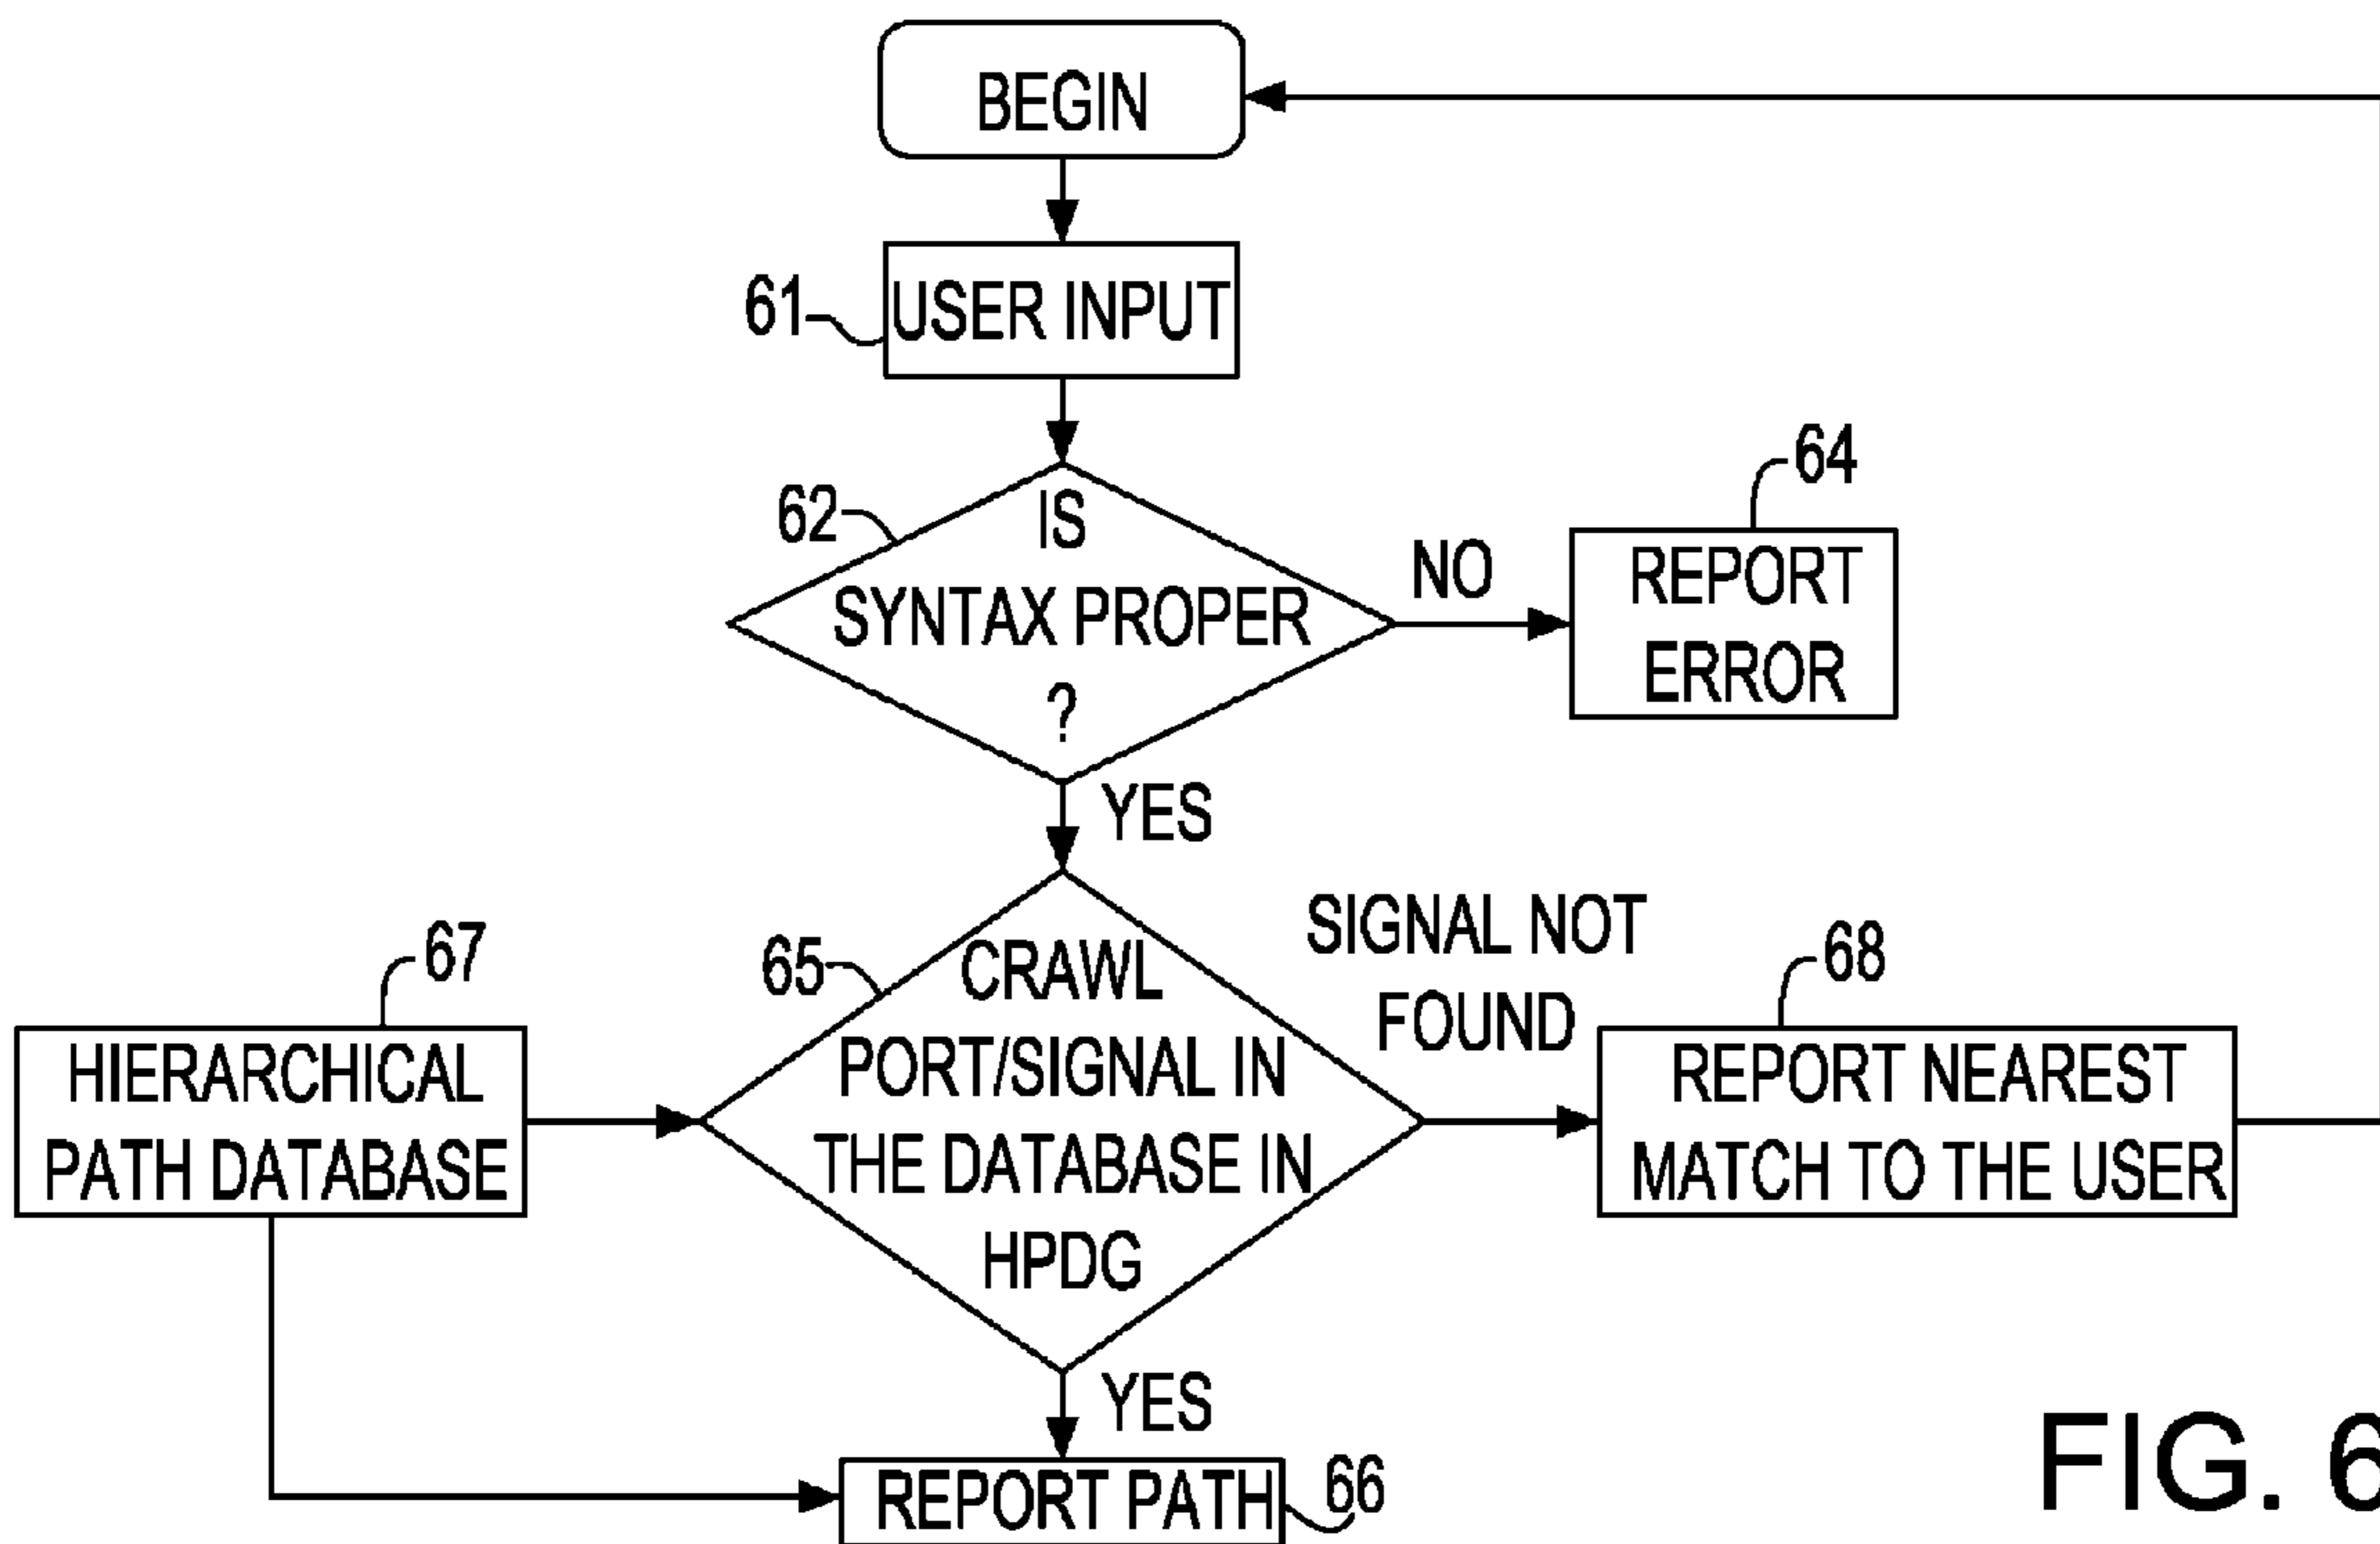 BEGIN
61
USER INPUT
62
IS
SYNTAX PROPER
?
NO
64
REPORT
ERROR
YES
67
HIERARCHICAL
PATH DATABASE
65
CRAWL
PORT/SIGNAL IN
THE DATABASE IN
HPDG
SIGNAL NOT
FOUND
68
REPORT NEAREST
MATCH TO THE USER
YES
REPORT PATH
66
FIG. 6